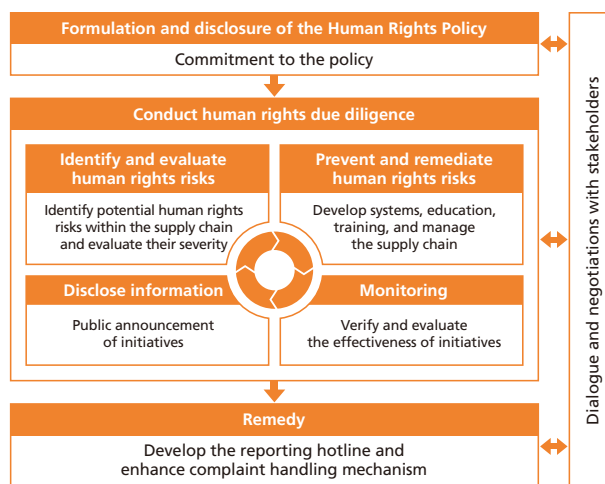 Formulation and disclosure of the Human Rights Policy
Commitment to the policy
Conduct human rights due diligence
Identify and evaluate
human rights risks
Identify potential human rights
risks within the supply chain
and evaluate their severity
Prevent and remediate
human rights risks
Develop systems, education,
training, and manage
the supply chain
Disclose information
Public announcement
of initiatives
Monitoring
Verify and evaluate
the effectiveness of initiatives
Remedy
Develop the reporting hotline and
enhance complaint handling mechanism
Dialogue and negotiations with stakeholders